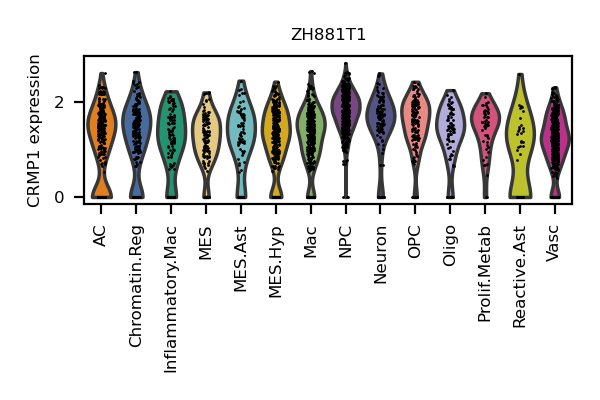 ZH881T1
CRMP1 expression
2
0
AC
Chromatin.Reg
Inflammatory.Mac
MES
MES.Ast
MES.Hyp
Mac
NPC
Neuron
OPC
Oligo
Prolif.Metab
Reactive.Ast
Vasc